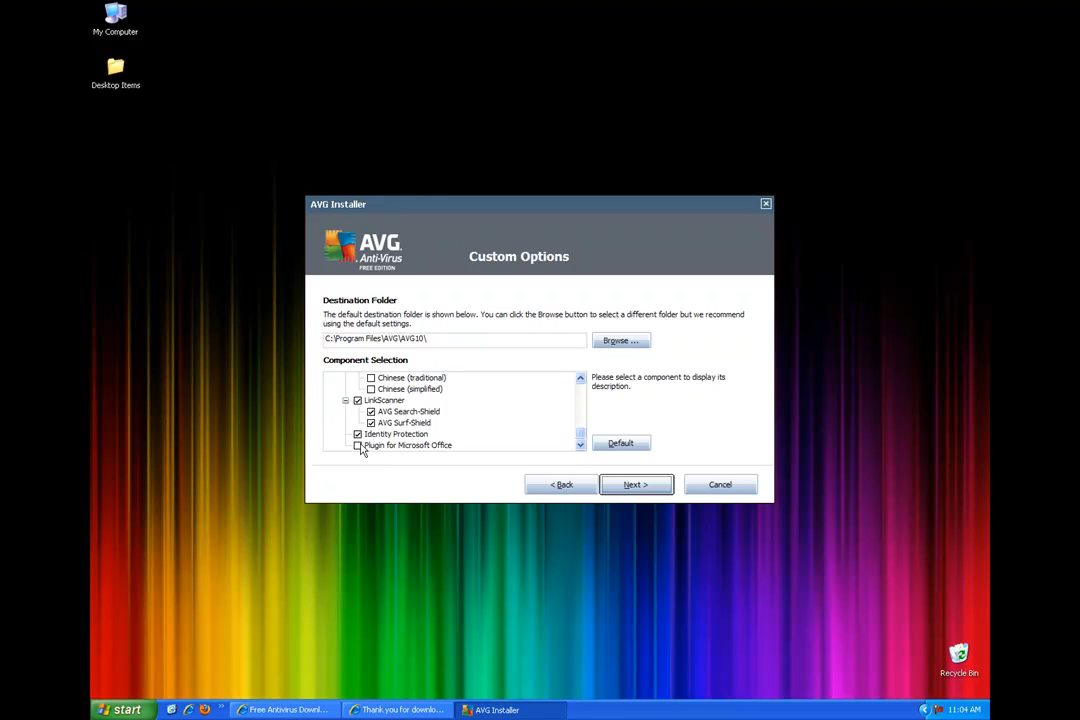 My Computer
Desktop Items
AVG Installer
AVG.
Anti-Virus
FREE EDITION
Custom Options
Destination Folder
The default destination folder is shown below. You can click the Browse button to select a different folder but we recommend
using the default settings.
C:\Program Files\AVG\AVG10\
Browse ...
Component Selection
Chinese (traditional)
Chinese (simplified)
LinkScanner
AVG Search-Shield
AVG Surf-Shield
Identity Protection
Plugin for Microsoft Office
Please select a component to display its
description.
Default
< Back
Next >
Cancel
Recycle Bin
start
Free Antivirus Downl...
Thank you for downlo...
AVG Installer
11:04 AM